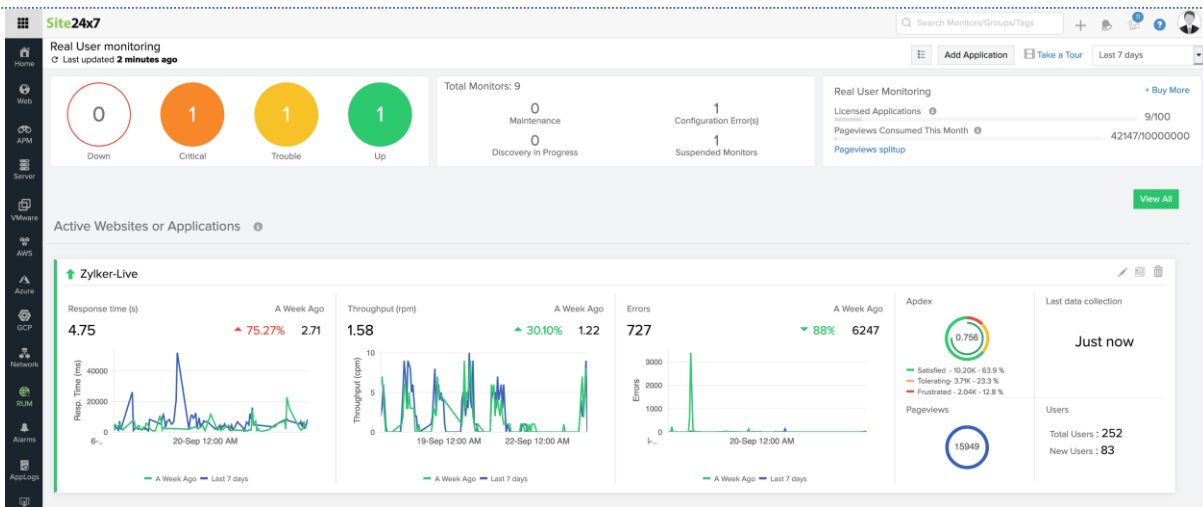 Site24x7
Search Monitors/Groups/Tags
11
Real User monitoring
Last updated 2 minutes ago
Add Application
Take a Tour
Last 7 days
Home
Web
APM
Server
VMware
AWS
Azure
GCP
Network
RUM
Alarms
AppLogs
0
Down
1
Critical
1
Trouble
1
Up
Total Monitors: 9
0
Maintenance
1
Configuration Error(s)
0
Discovery in Progress
1
Suspended Monitors
Real User Monitoring
+ Buy More
Licensed Applications
9/100
Pageviews Consumed This Month
42147/10000000
Pageviews splitup
View All
Active Websites or Applications
Zylker-Live
Response time (s)
A Week Ago
4.75
75.27% 2.71
Resp. Time (ms)
40000
20000
0
6-..
20-Sep 12:00 AM
A Week Ago Last 7 days
Throughput (rpm)
A Week Ago
1.58
30.10% 1.22
Throughput (cpm)
10
5
0
19-Sep 12:00 AM 22-Sep 12:00 AM
A Week Ago Last 7 days
Errors
A Week Ago
727
88% 6247
Errors
3000
2000
1000
0
20-Sep 12:00 AM
A Week Ago Last 7 days
Apdex
0.756
Satisfied - 10.20K - 63.9 %
Tolerating- 3.71K - 23.3 %
Frustrated - 2.04K - 12.8 %
Last data collection
Just now
Pageviews
15949
Users
Total Users : 252
New Users : 83